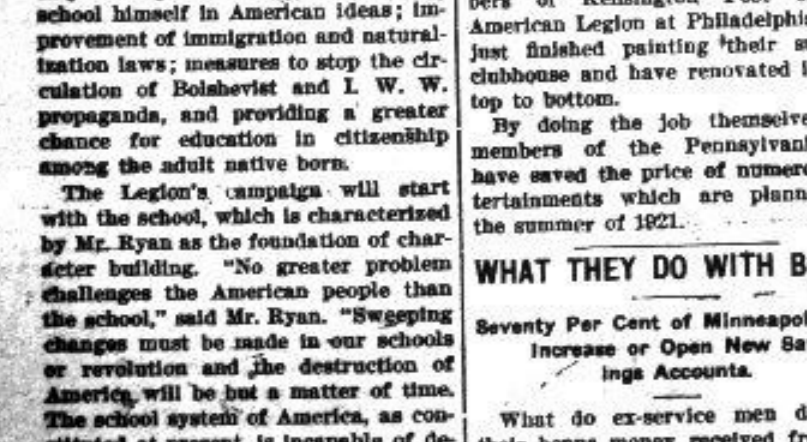 school himself in American ideas; im-
provement of immigration and natural-
ization laws; measures to stop the cir-
culation of Bolshevist and I. W. W.
propaganda, and providing a greater
chance for education in citizenship
among the adult native born.
The Legion's campaign will start
with the school, which is characterized
by Mr. Ryan as the foundation of char-
acter building. "No greater problem
challenges the American people than
the school," said Mr. Ryan. "Sweeping
changes must be made in our schools
or revolution and the destruction of
America will be but a matter of time.
The school system of America, as con-
is incapable of de-
American Legion at Philadelphi
just finished painting their
clubhouse and have renovated
top to bottom.
By doing the job themselve
members of the Pennsylvan
have saved the price of numer
tertainments which are plann
the summer of 1921.
WHAT THEY DO WITH B
Seventy Per Cent of Minneapol
Increase or Open New Sa
ings Accounta.
What do ex-service men d
money received